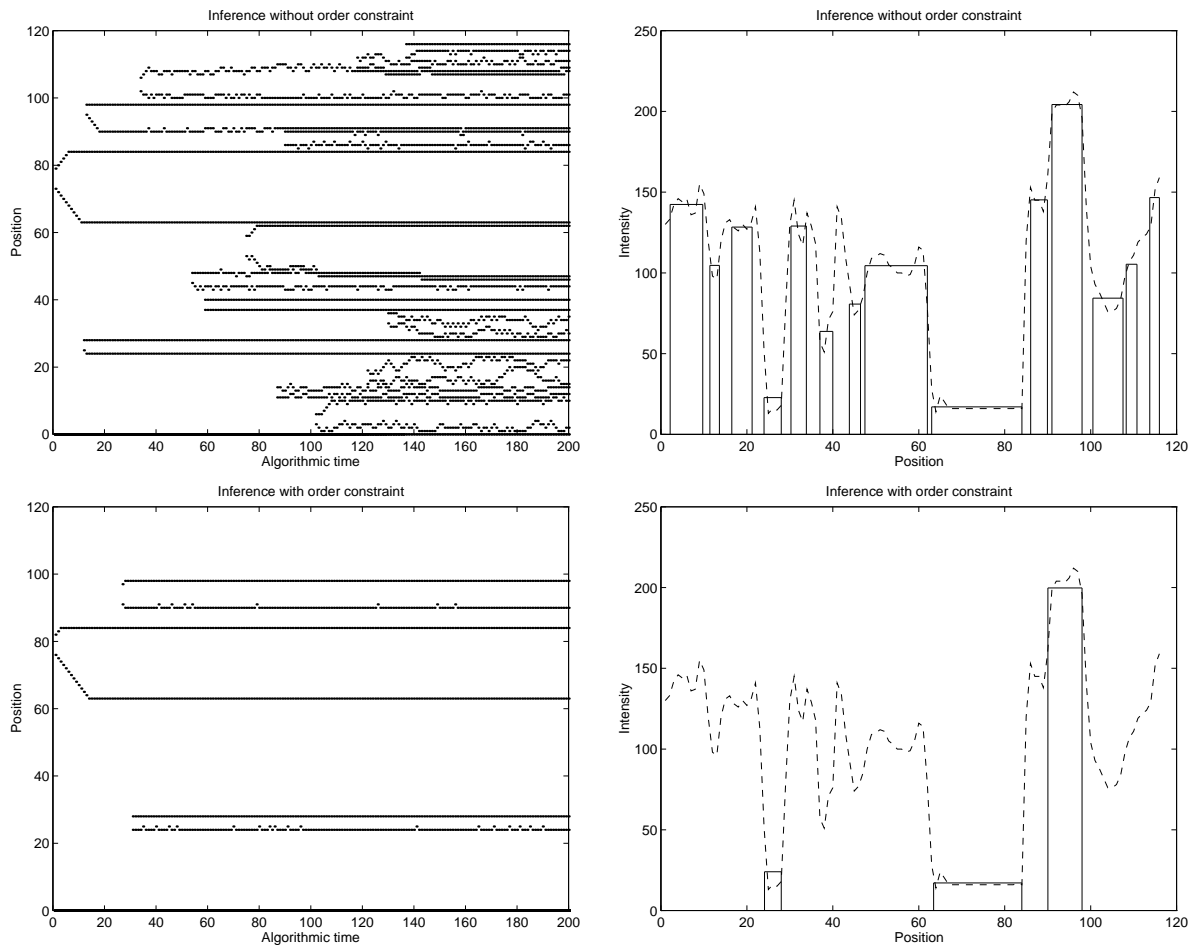 Inference without order constraint
120
100
80
60
40
20
0
Position
0 20 40 60 80 100 120 140 160 180 200
Algorithmic time
Inference without order constraint
250
200
150
100
50
0
Intensity
0 20 40 60 80 100 120
Position
Inference with order constraint
120
100
80
60
40
20
0
Position
0 20 40 60 80 100 120 140 160 180 200
Algorithmic time
Inference with order constraint
250
200
150
100
50
0
Intensity
0 20 40 60 80 100 120
Position